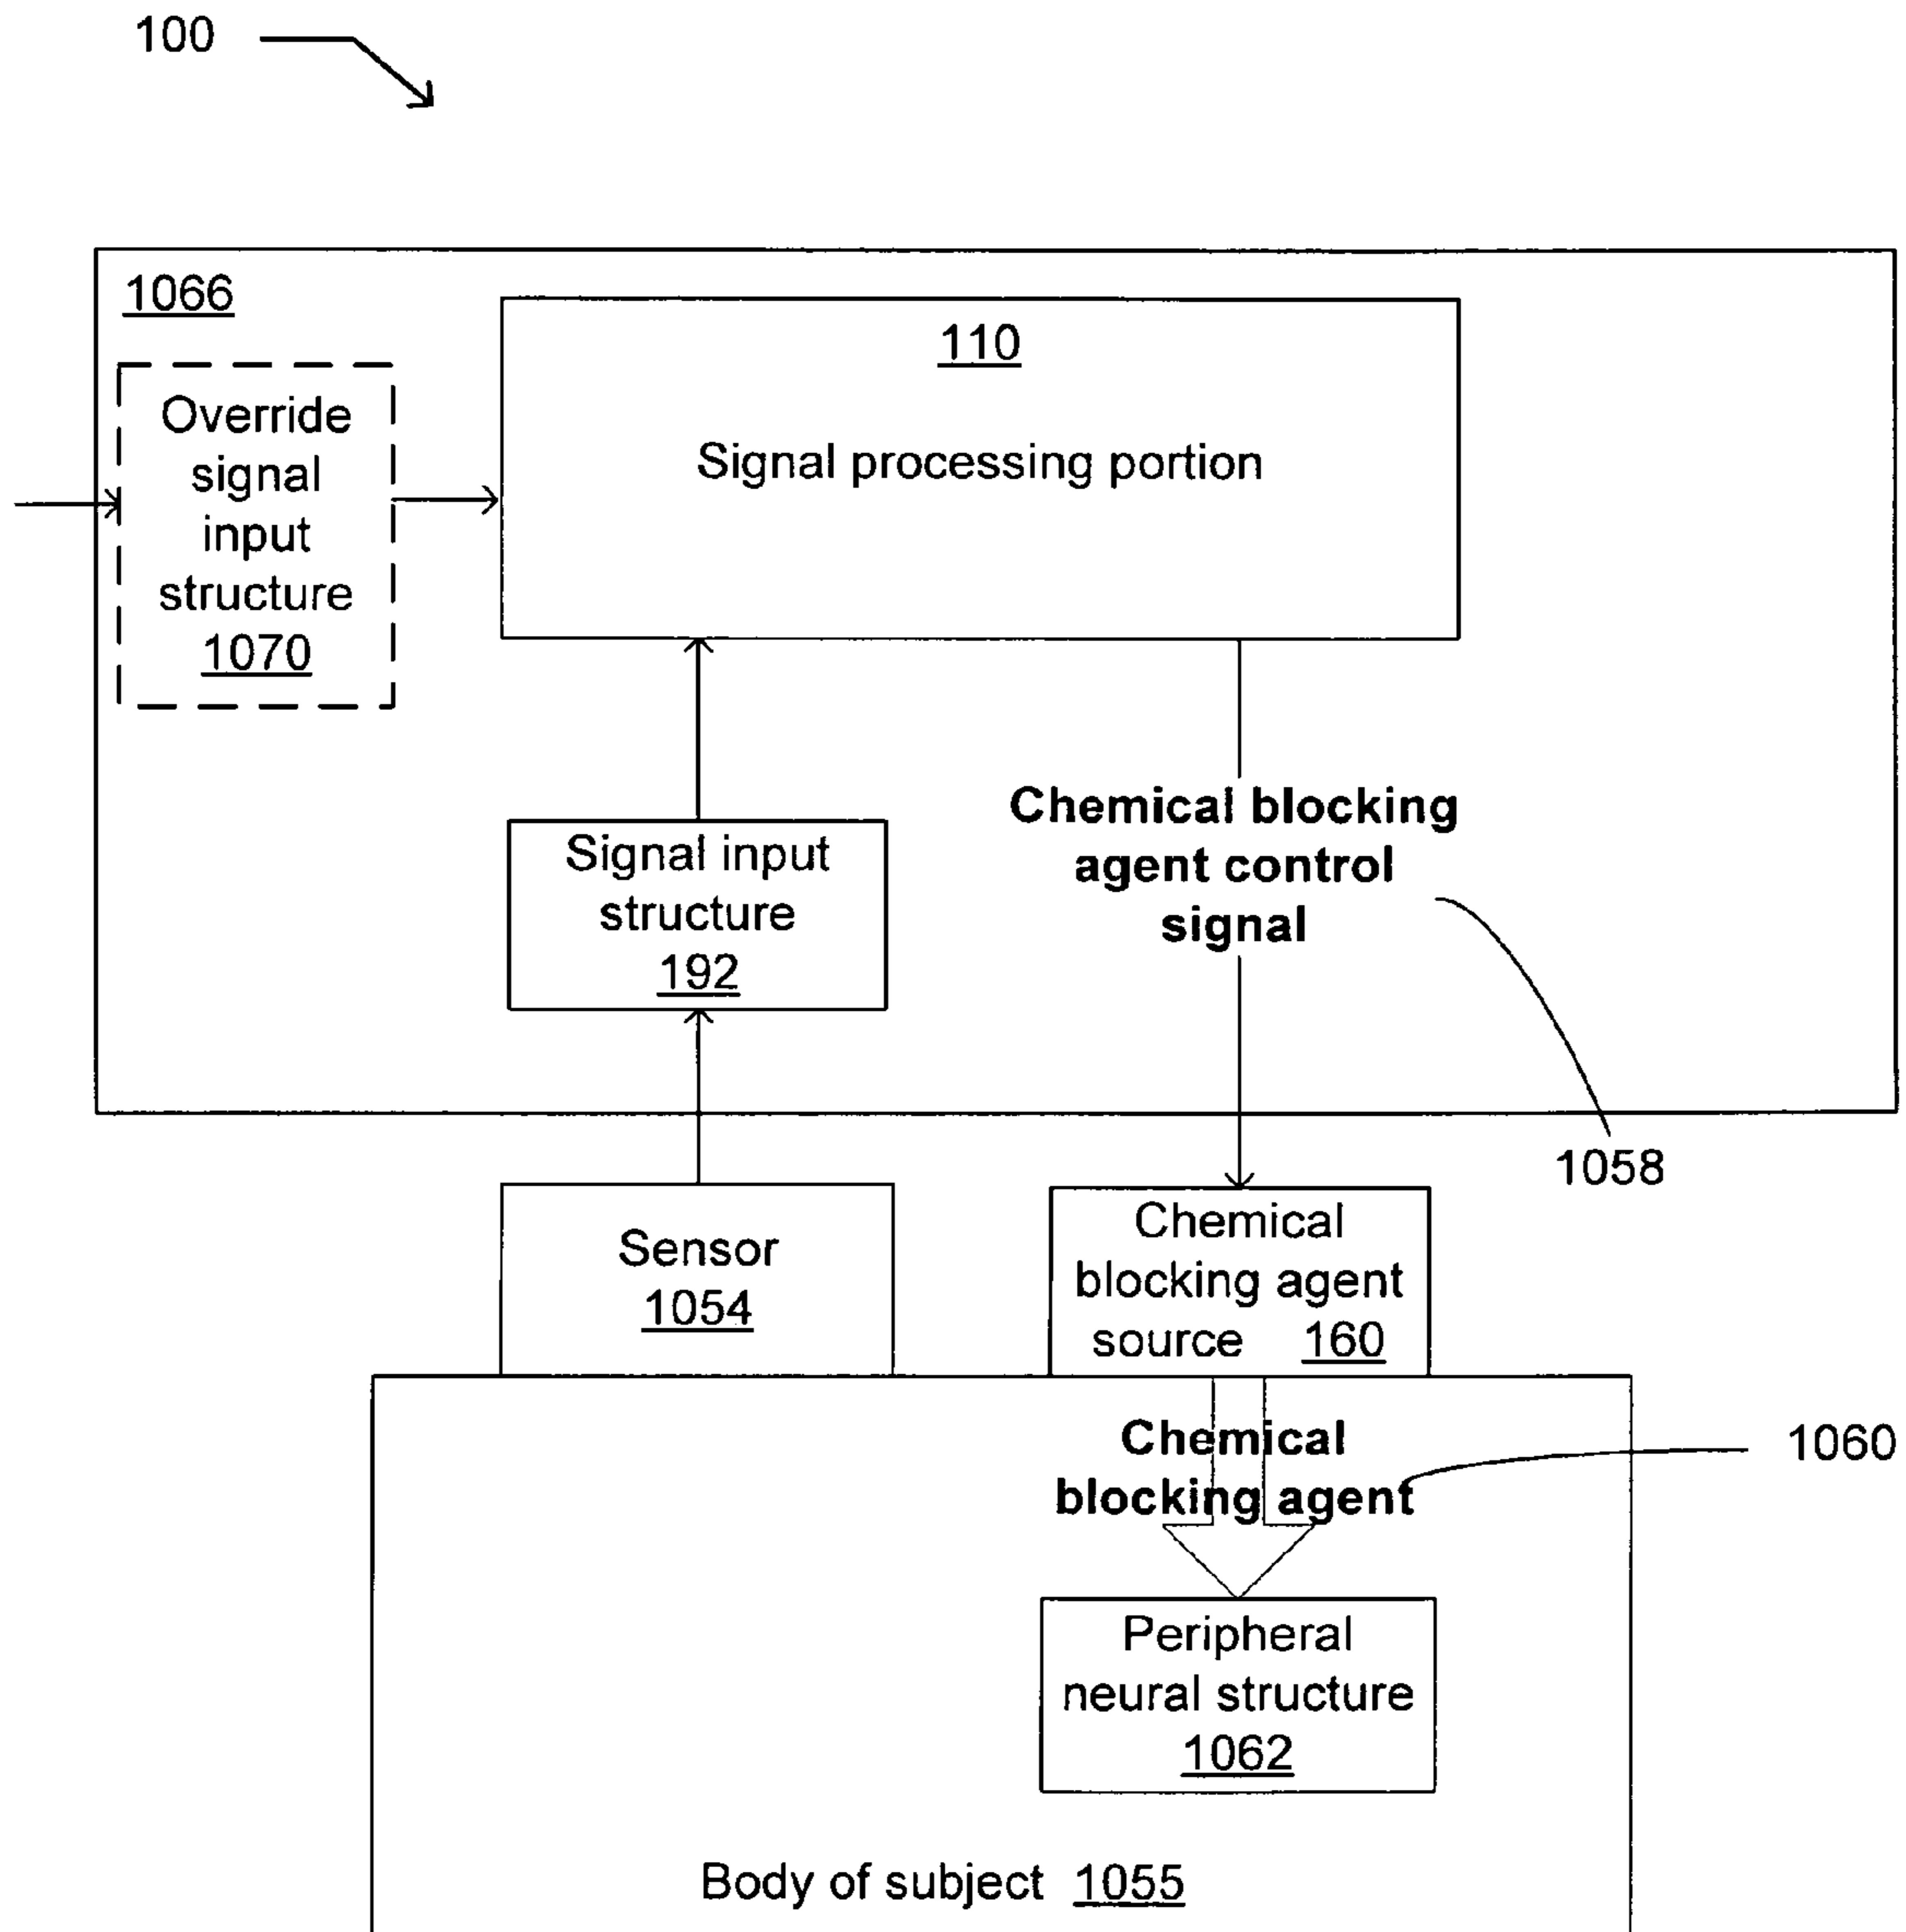 100
1066
110
Override
signal
input
structure
1070
Signal processing portion
Signal input
structure
192
Chemical blocking
agent control
signal
1058
Sensor
1054
Chemical
blocking agent
source 160
Chemical
blocking agent
1060
Peripheral
neural structure
1062
Body of subject 1055